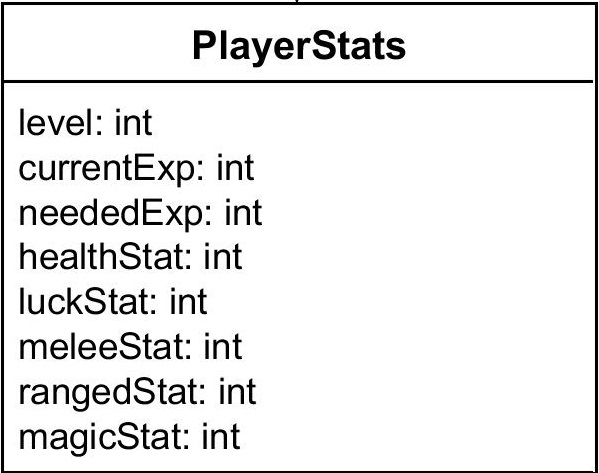 PlayerStats
level: int
currentExp: int
neededExp: int
healthStat: int
luckStat: int
meleeStat: int
rangedStat: int
magicStat: int